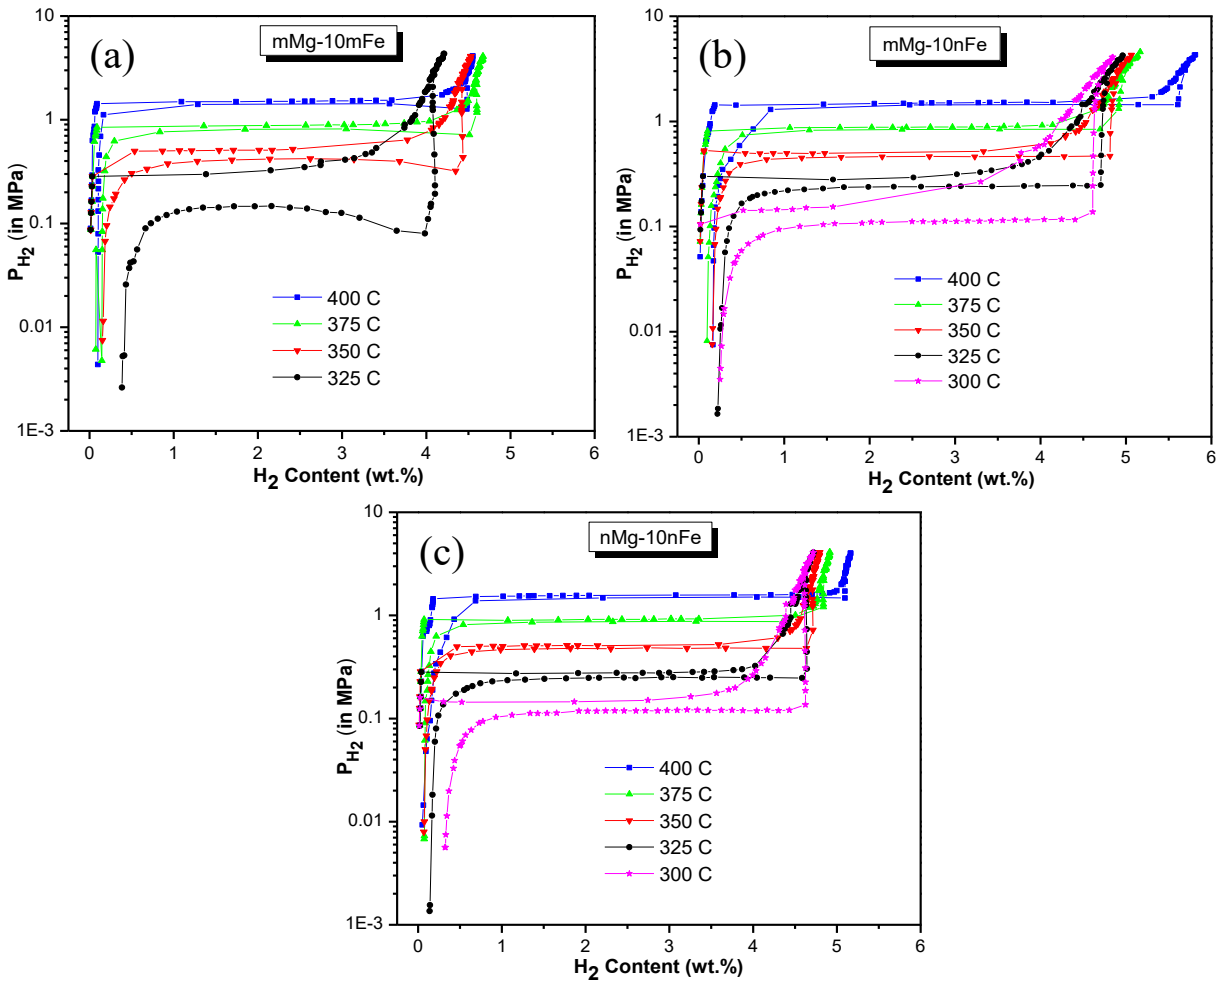 (a)
mMg-10mFe
10
1
0.1
0.01
1E-3
P_H2 (in MPa)
400 C
375 C
350 C
325 C
0 1 2 3 4 5 6
H2 Content (wt.%)
(b)
mMg-10nFe
10
1
0.1
0.01
1E-3
P_H2 (in MPa)
400 C
375 C
350 C
325 C
300 C
0 1 2 3 4 5 6
H2 Content (wt.%)
(c)
nMg-10nFe
10
1
0.1
0.01
1E-3
P_H2 (in MPa)
400 C
375 C
350 C
325 C
300 C
0 1 2 3 4 5 6
H2 Content (wt.%)